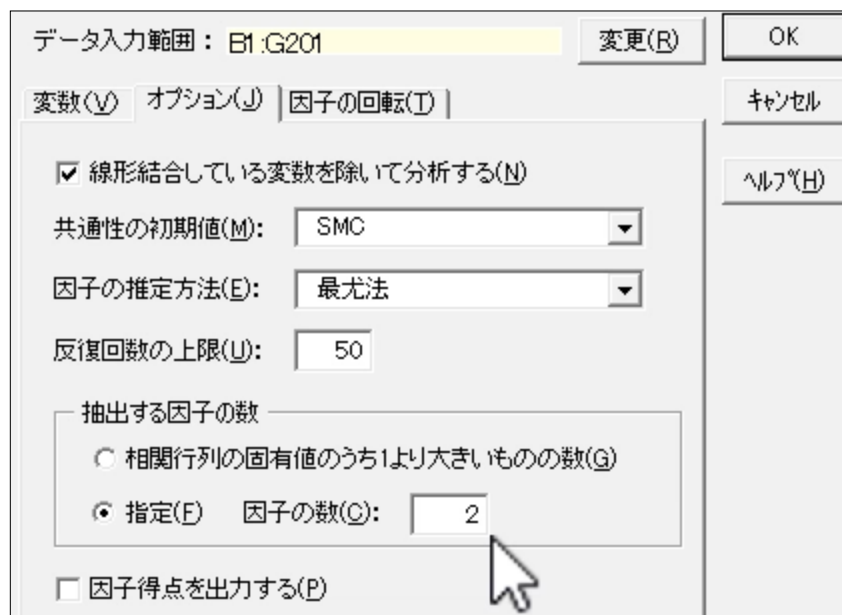 データ入力範囲： B1:G201 変更(R) OK
変数(V) オプション(J) 因子の回転(T) キャンセル
線形結合している変数を除いて分析する(N) ヘルプ(H)
共通性の初期値(M): SMC
因子の推定方法(E): 最尤法
反復回数の上限(U): 50
抽出する因子の数
相関行列の固有値のうち1より大きいものの数(G)
指定(F) 因子の数(C): 2
因子得点を出力する(P)